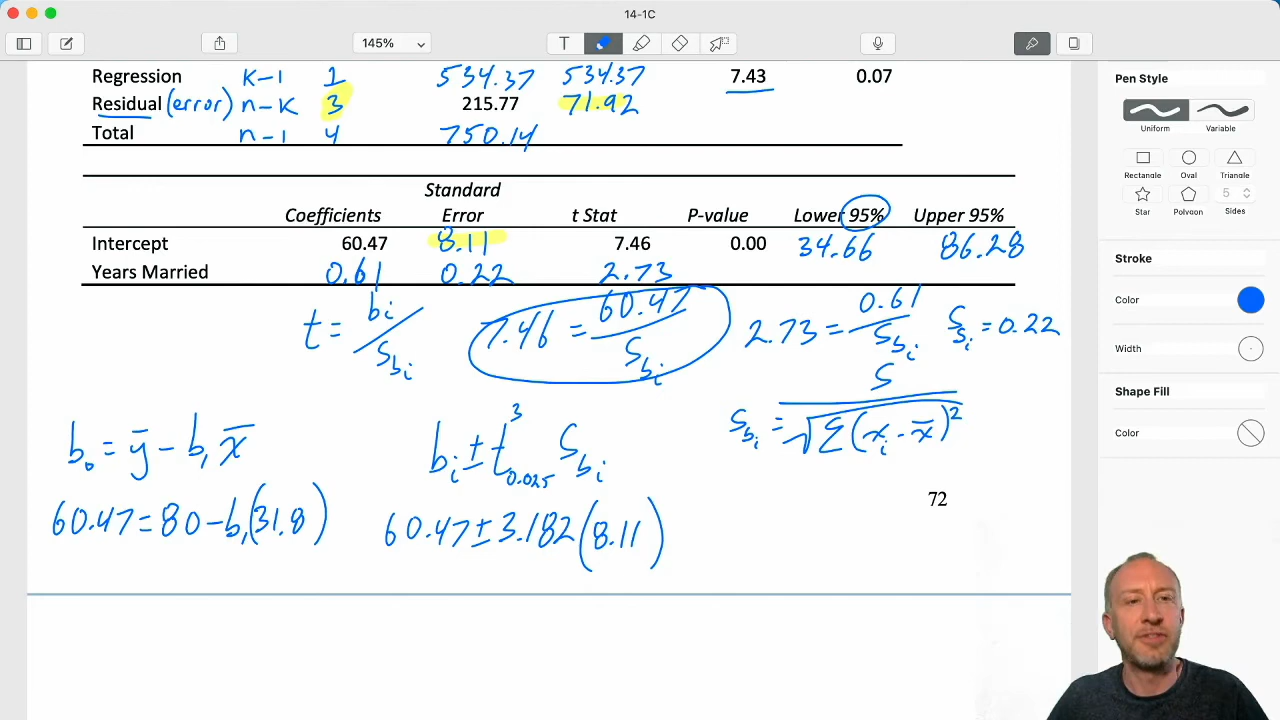 14-1C
145%
T
Regression K-1 1 534.37 534.37 7.43 0.07
Residual (error) n-K 3 215.77 71.92
Total n-1 4 750.14
Standard
Coefficients Error t Stat P-value Lower 95% Upper 95%
Intercept 60.47 8.11 7.46 0.00 34.66 86.28
Years Married 0.61 0.22 2.73
t = bi/Sbi 7.46 = 60.47/Sbi 2.73 = 0.61/Sbi Ssi = 0.22
b0 = ȳ - b1 x̄ bi ± t³0.025 Sbi Sbi = S/√Σ(xi - x̄)²
60.47 = 80 - b1(31.8) 60.47 ± 3.182(8.11)
72
Pen Style
Uniform Variable
Rectangle Oval Triangle
Star Polygon 5 Sides
Stroke
Color
Width
Shape Fill
Color